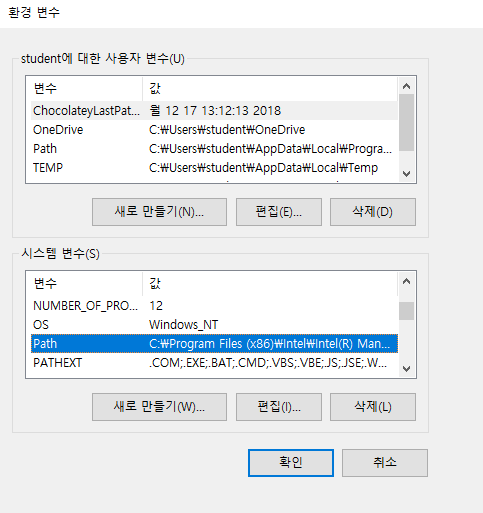 환경 변수
student에 대한 사용자 변수(U)
변수 값
ChocolateyLastPat... 월 12 17 13:12:13 2018
OneDrive C:₩Users₩student₩OneDrive
Path C:₩Users₩student₩AppData₩Local₩Progra...
TEMP C:₩Users₩student₩AppData₩Local₩Temp
새로 만들기(N)... 편집(E)... 삭제(D)
시스템 변수(S)
변수 값
NUMBER_OF_PRO... 12
OS Windows_NT
Path C:₩Program Files (x86)₩Intel₩Intel(R) Man...
PATHEXT .COM;.EXE;.BAT;.CMD;.VBS;.VBE;.JS;.JSE;.W...
새로 만들기(W)... 편집(I)... 삭제(L)
확인 취소